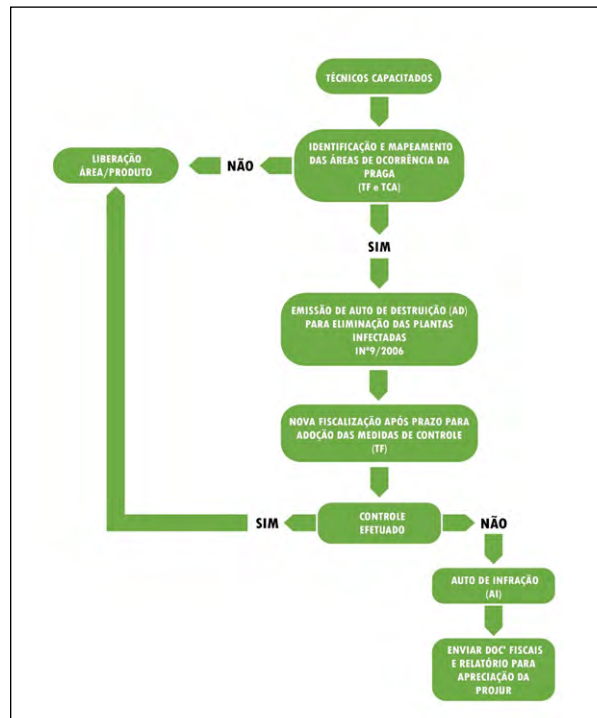 TÉCNICOS CAPACITADOS
IDENTIFICAÇÃO E MAPEAMENTO
DAS ÁREAS DE OCORRÊNCIA DA
PRAGA
(TF e TCA)
NÃO
LIBERAÇÃO
ÁREA/PRODUTO
SIM
EMISSÃO DE AUTO DE DESTRUIÇÃO (AD)
PARA ELIMINAÇÃO DAS PLANTAS
INFECTADAS
INº9/2006
NOVA FISCALIZAÇÃO APÓS PRAZO PARA
ADOÇÃO DAS MEDIDAS DE CONTROLE
(TF)
CONTROLE
EFETUADO
SIM
NÃO
AUTO DE INFRAÇÃO
(AI)
ENVIAR DOC' FISCAIS
E RELATÓRIO PARA
APRECIAÇÃO DA
PROJUR